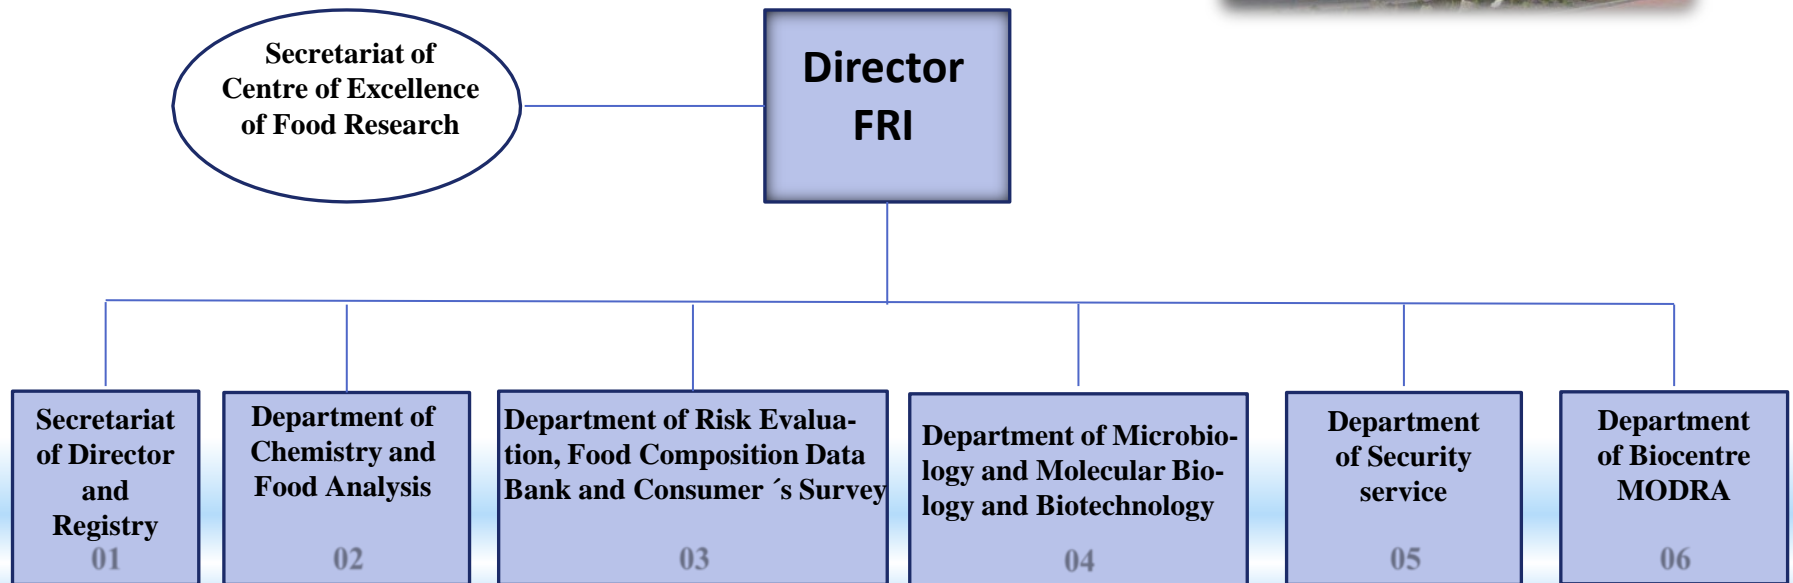 Secretariat of
Centre of Excellence
of Food Research
Director
FRI
Secretariat
of Director
and
Registry
01
Department of
Chemistry and
Food Analysis
02
Department of Risk Evalua-
tion, Food Composition Data
Bank and Consumer ´s Survey
03
Department of Microbio-
logy and Molecular Bio-
logy and Biotechnology
04
Department
of Security
service
05
Department
of Biocentre
MODRA
06